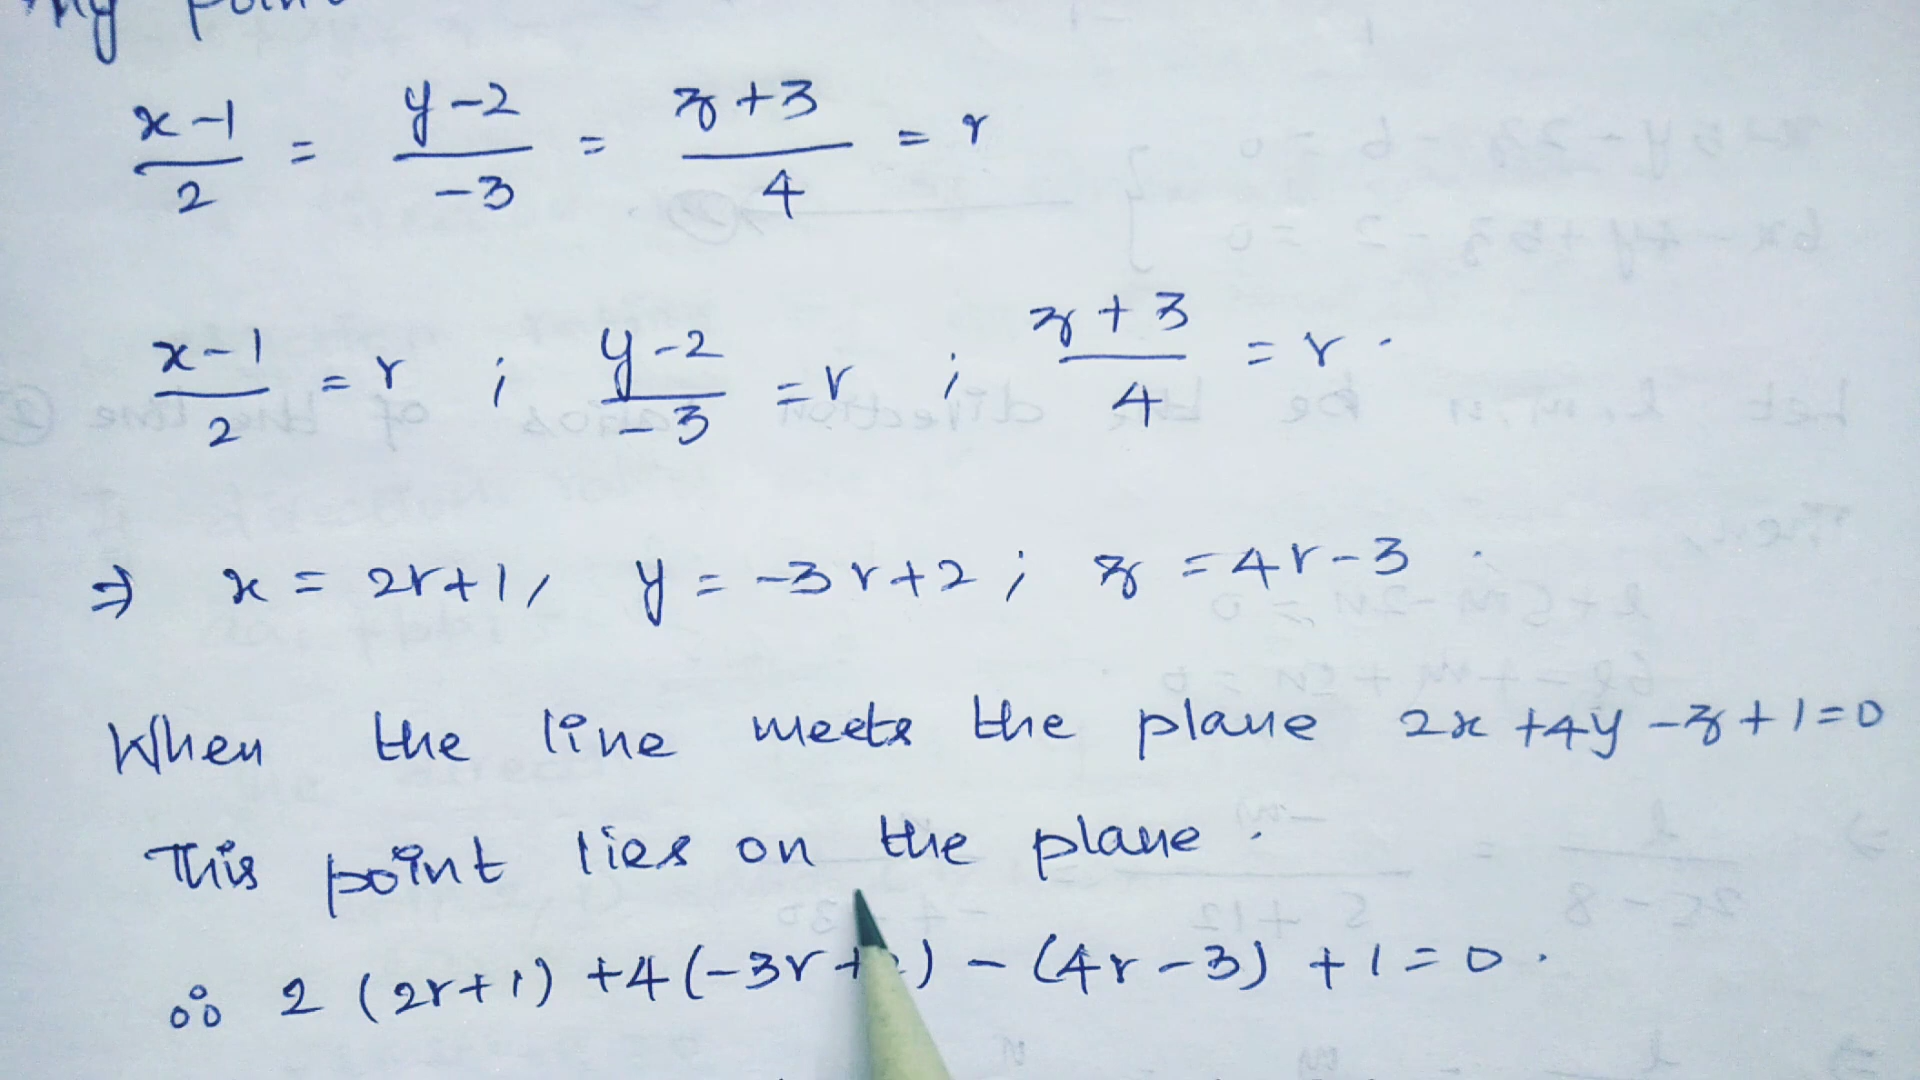 my point
x-1/2 = y-2/-3 = z+3/4 = r
x-1/2 = r ; y-2/-3 = r ; z+3/4 = r .
⇒ x = 2r+1, y = -3r+2 ; z = 4r-3 .
When the line meets the plane 2x+4y-z+1=0
This point lies on the plane .
∴ 2(2r+1)+4(-3r+ ) - (4r-3) +1=0 .